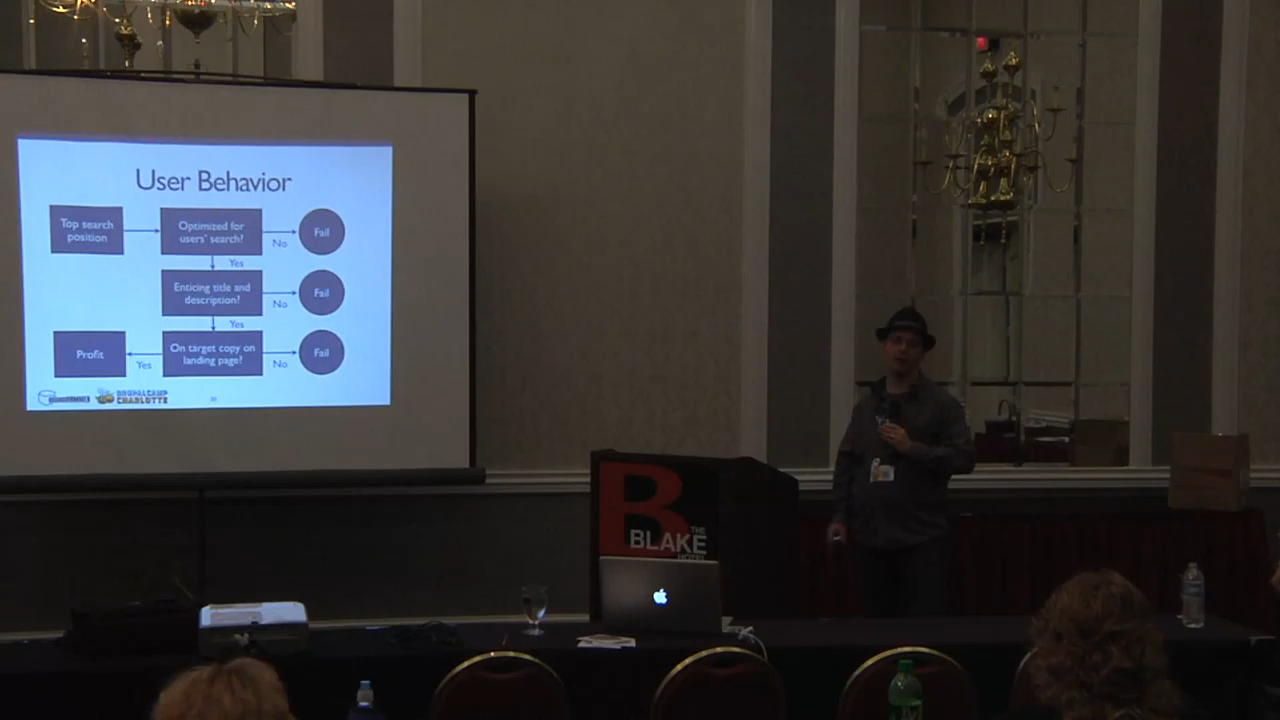 User Behavior
Top search
position
Optimized for
users' search?
Fail
No
Yes
Enticing title and
description?
Fail
No
Yes
Profit
Yes
On target copy on
landing page?
No
Fail
DRUPALCAMP
CHARLOTTE
B
THE
BLAKE
HOTEL